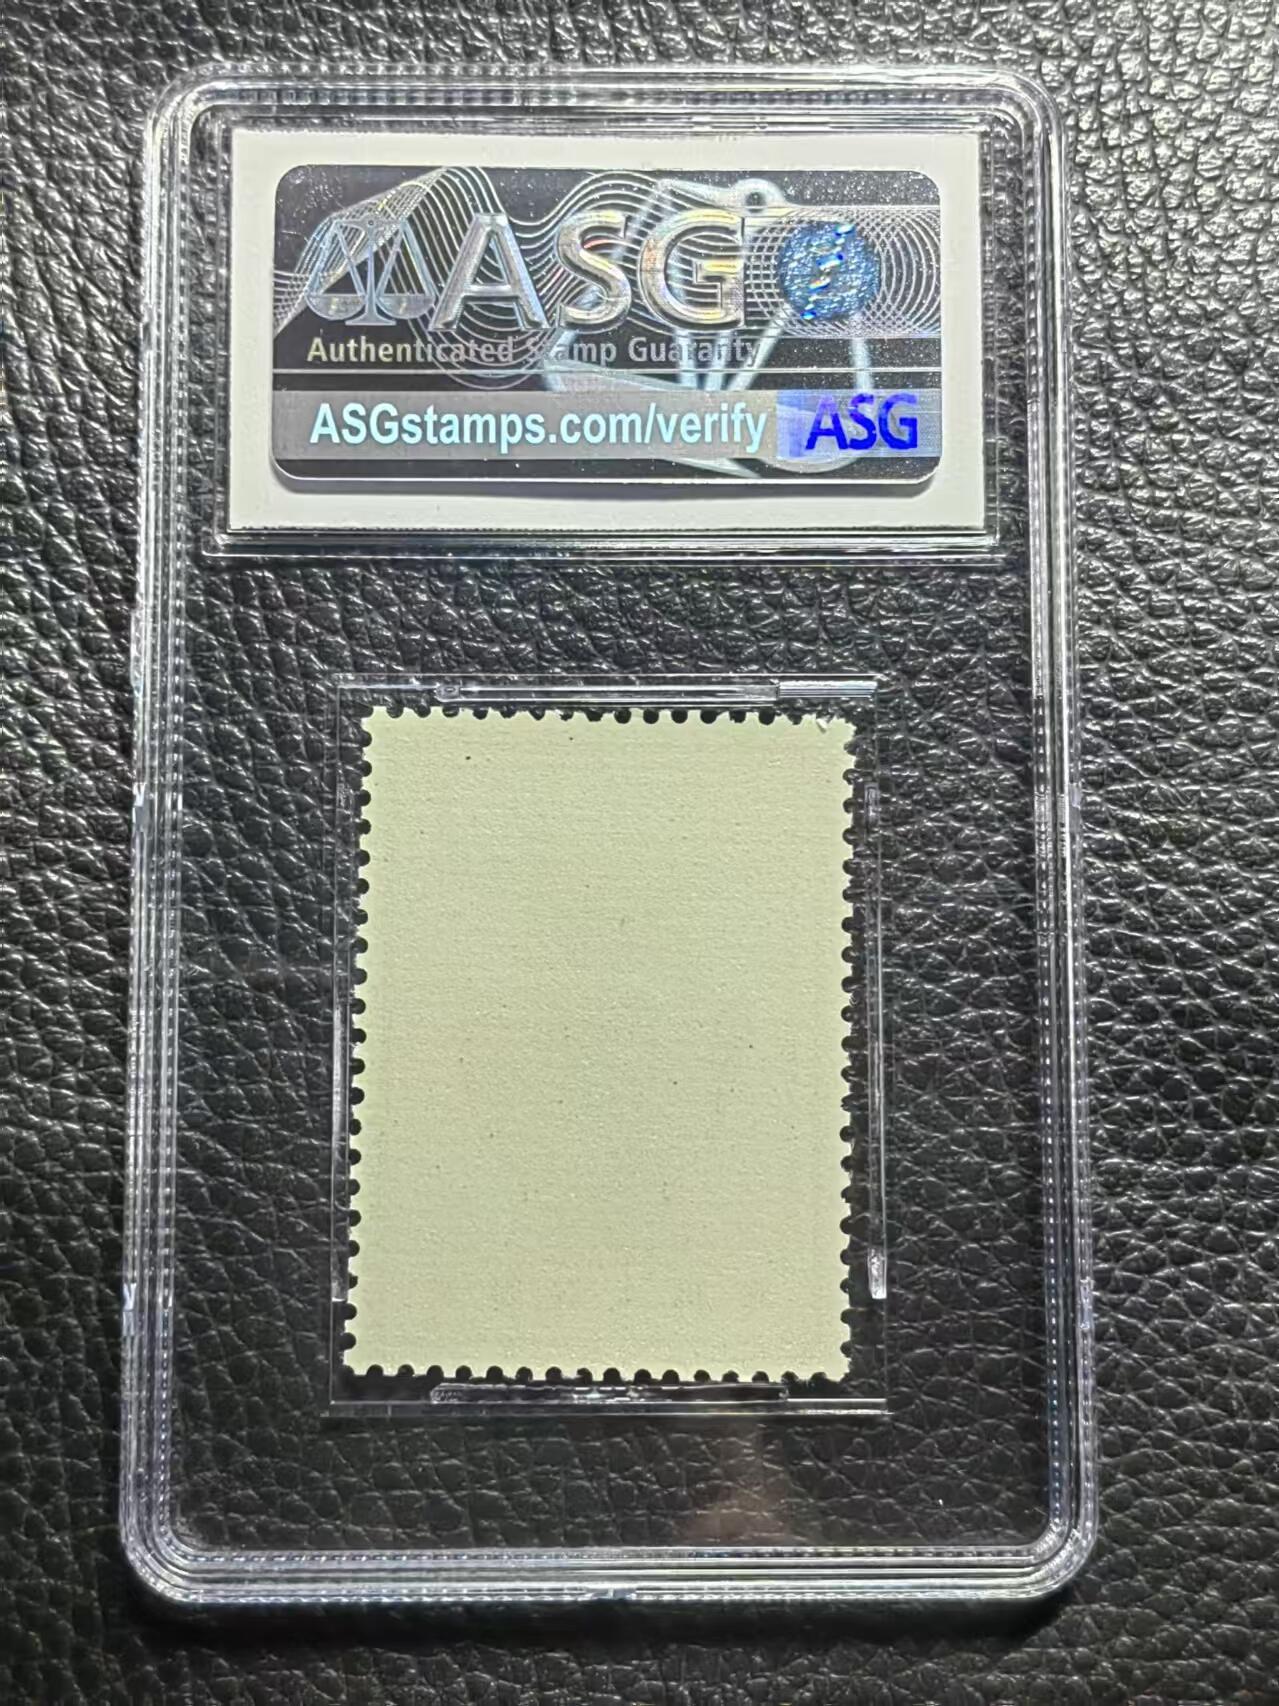 ASG
Authenticated Stamp Guaranty
ASGstamps.com/verify ASG